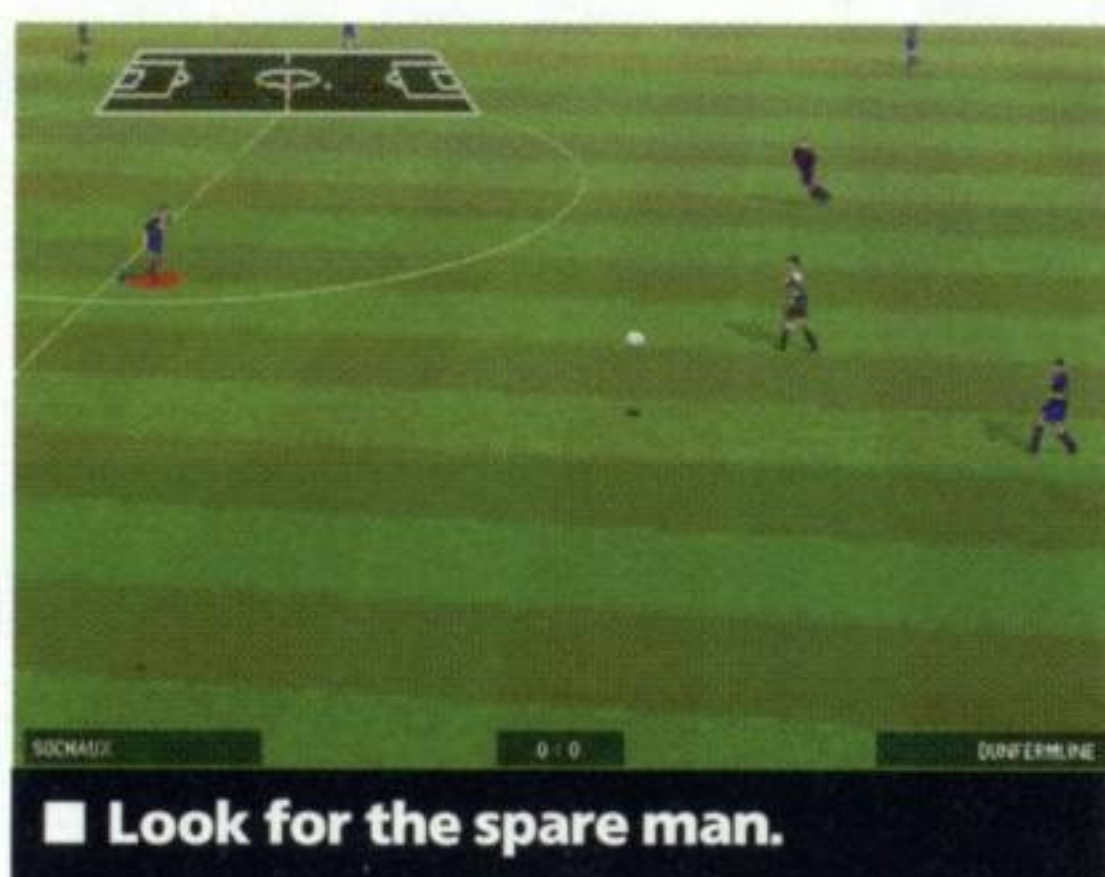 SOCHAUX
0 : 0
DUNFERMLINE
■ Look for the spare man.